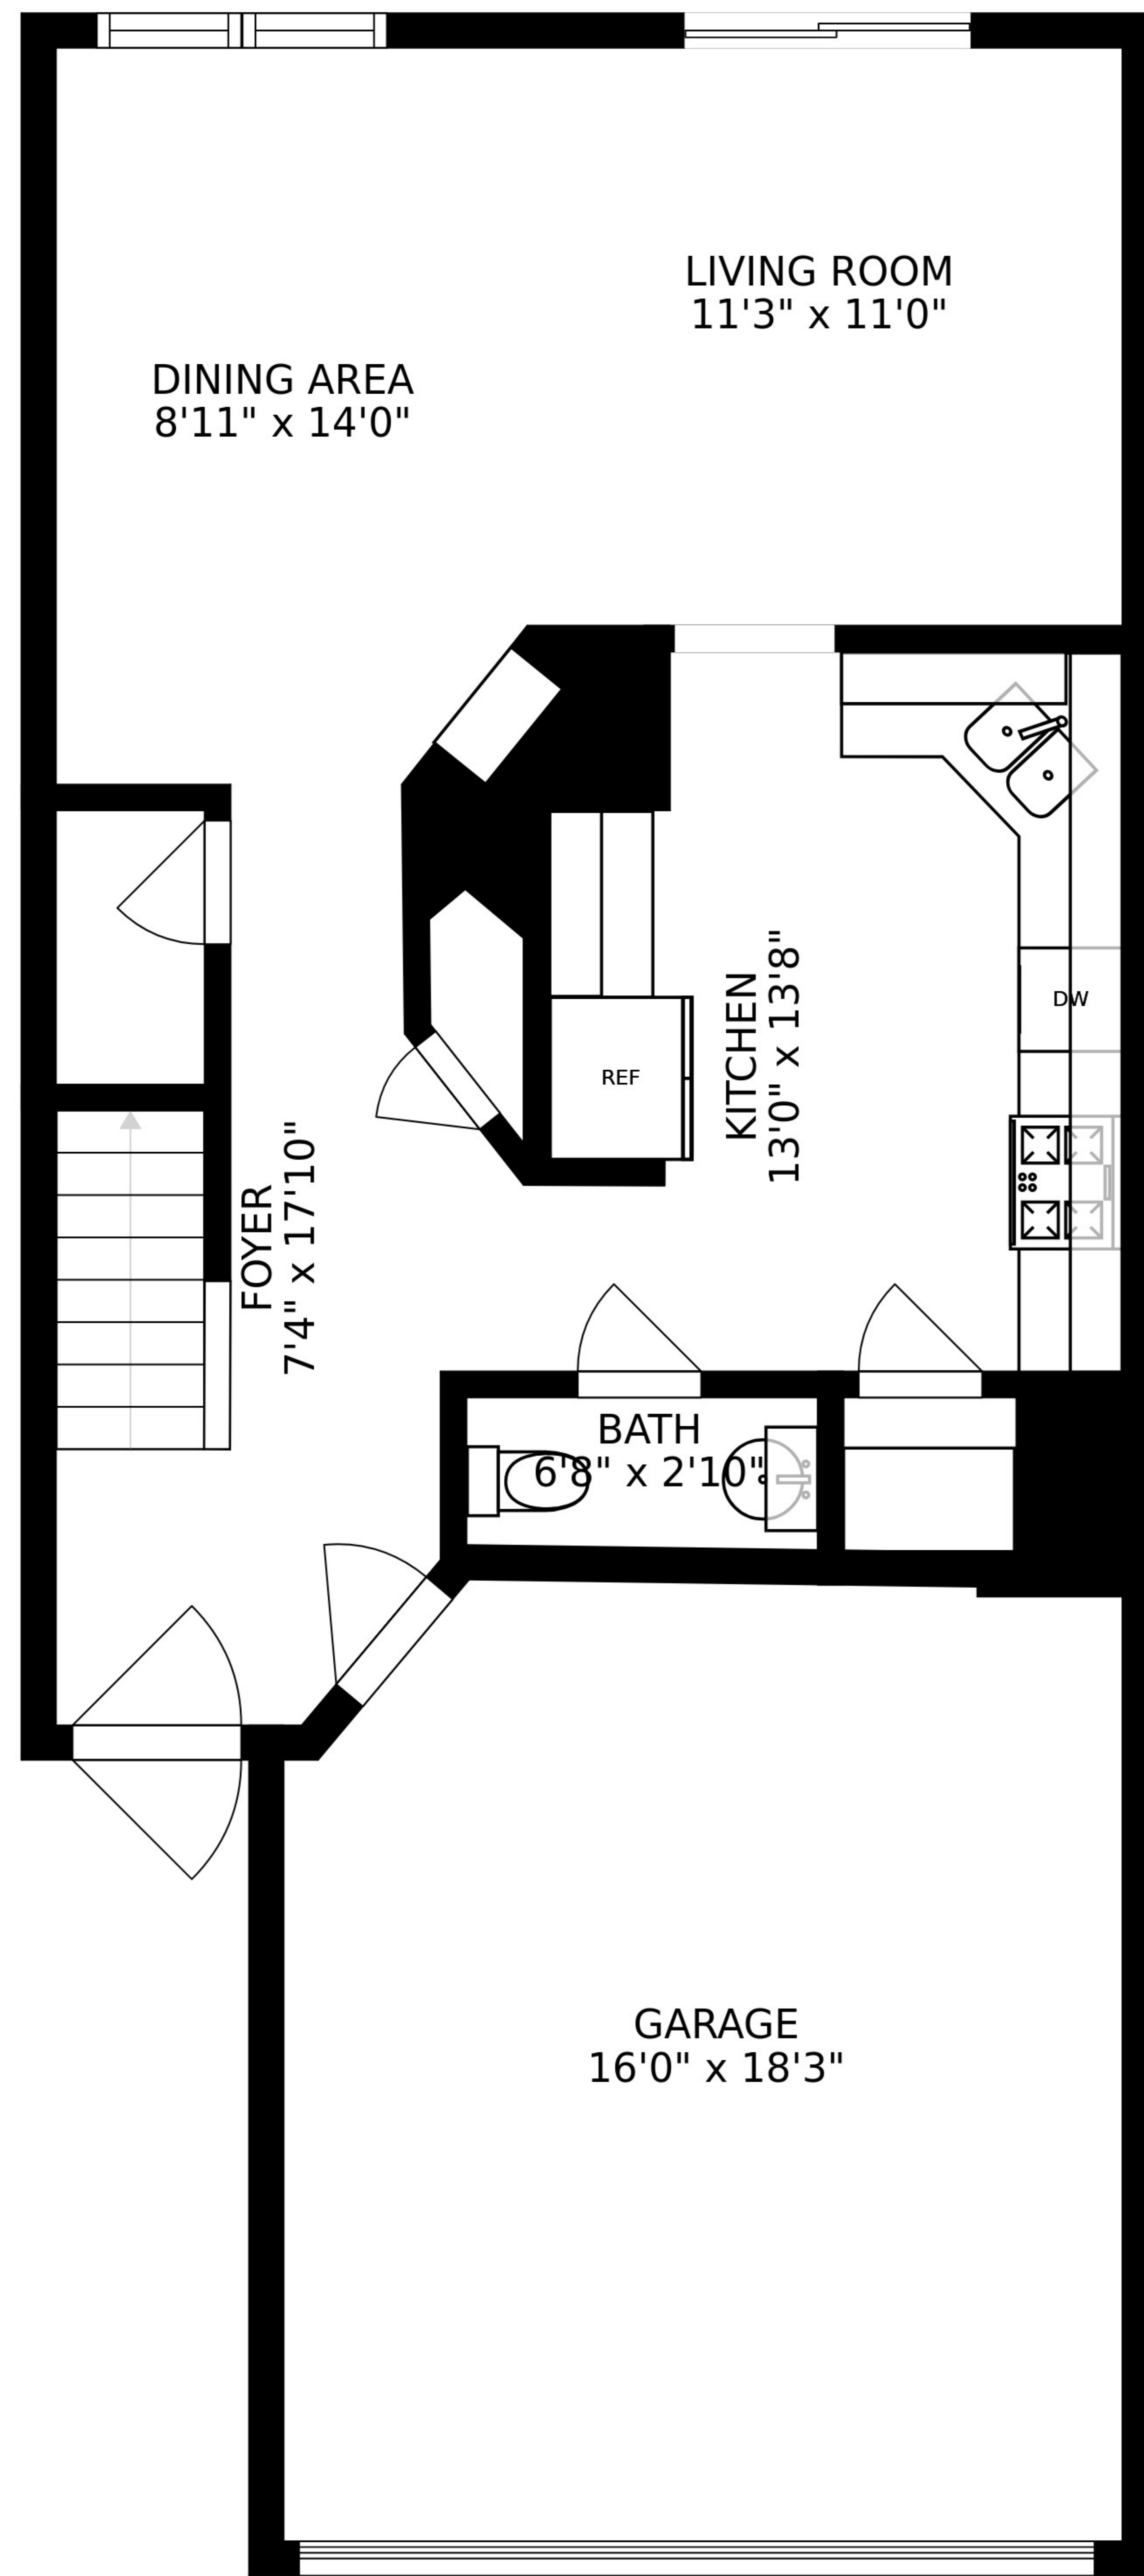 LIVING ROOM
11'3" x 11'0"
DINING AREA
8'11" x 14'0"
KITCHEN
13'0" x 13'8"
DW
REF
FOYER
7'4" x 17'10"
BATH
6'8" x 2'10"
GARAGE
16'0" x 18'3"